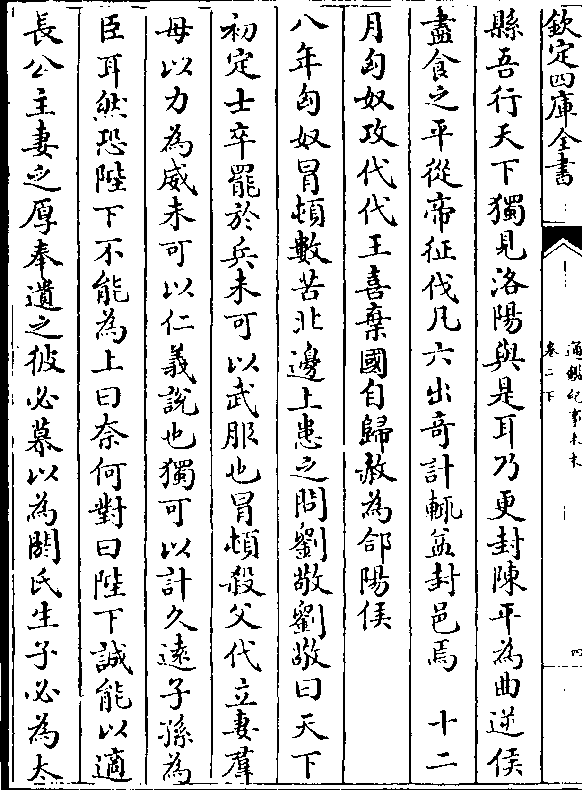 欽定四庫全書
通鑑紀事本末
卷二下
四
縣吾行天下獨見洛陽與是耳乃更封陳平為曲逆侯
盡食之平從帝征伐凡六出奇計輒益封邑焉　十二
月匈奴攻代代王喜棄國自歸赦為郃陽侯
八年匈奴冒頓數苦北邊上患之問劉敬劉敬曰天下
初定士卒罷於兵未可以武服也冒頓殺父代立妻羣
母以力為威未可以仁義說也獨可以計久遠子孫為
臣耳然恐陛下不能為上曰奈何對曰陛下誠能以適
長公主妻之厚奉遺之彼必慕以為閼氏生子必為太